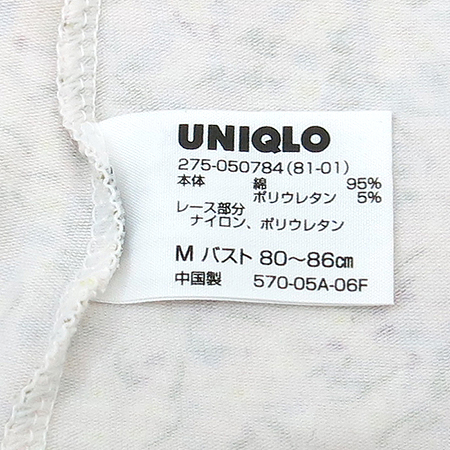 UNIQLO
275-050784(81-01)
本体 綿 95%
ポリウレタン 5%
レース部分
ナイロン、ポリウレタン
M バスト 80～86㎝
中国製 570-05A-06F